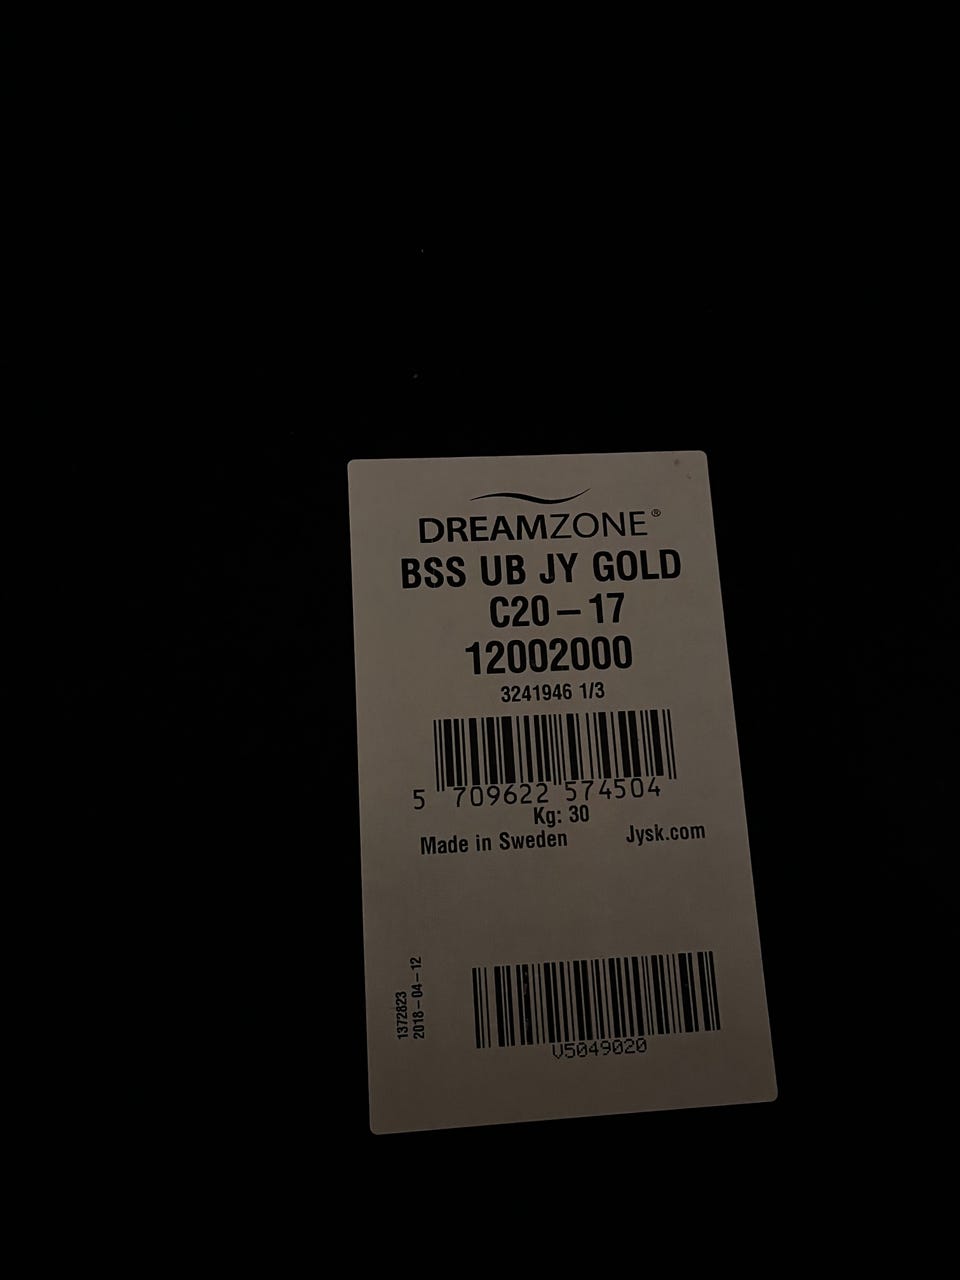 DREAMZONE®
BSS UB JY GOLD
C20-17
12002000
3241946 1/3
5 709622 574504
Kg: 30
Made in Sweden Jysk.com
1372823
2018-04-12
V5049020